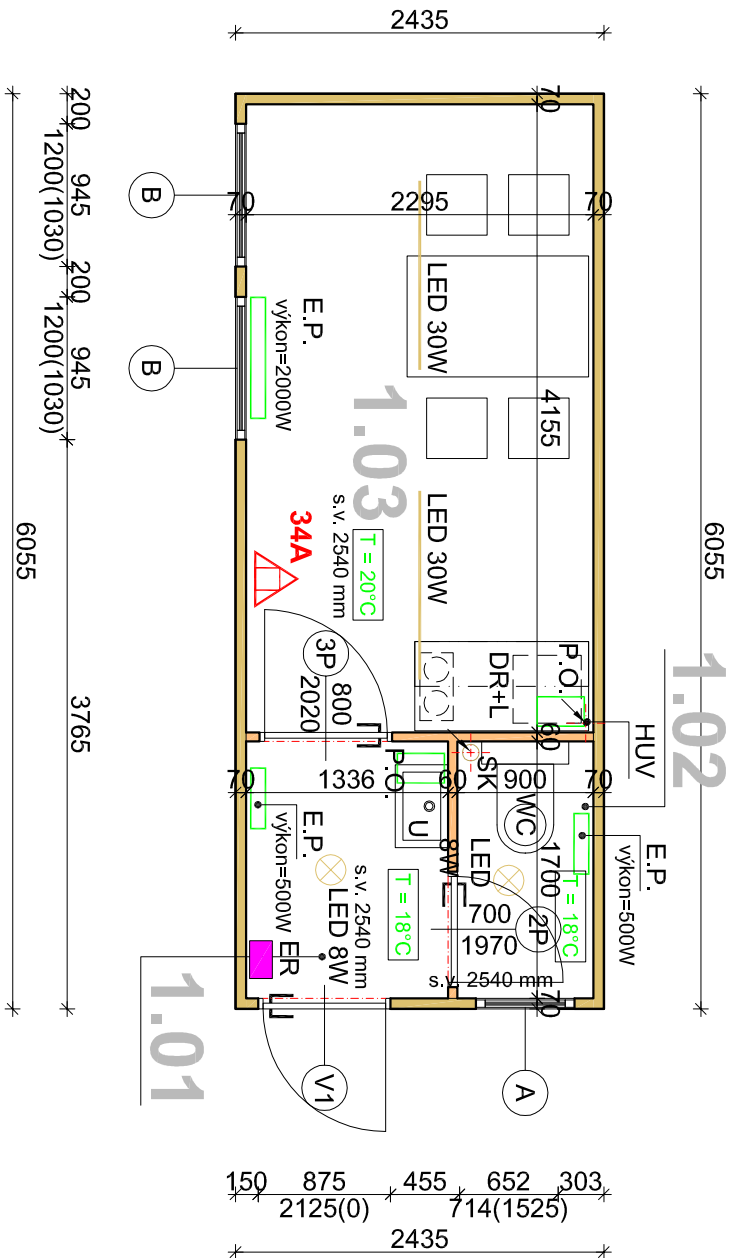 2435
6055
6055
200
945
1200(1030)
200
945
1200(1030)
3765
B
B
70
70
2295
70
LED 30W
E.P.
výkon=2000W
4155
1.03
s.v. 2540 mm
T = 20°C
34A
LED 30W
3P
800
2020
DR+L
P.O.
60
HUV
1.02
70
1336
60
900
70
P.O.
SK
U
WC
E.P.
výkon=500W
E.P.
výkon=500W
LED
8W
1700
T = 18°C
T = 18°C
s.v. 2540 mm
LED 8W
ER
700
1970
2P
s.v. 2540 mm
70
1.01
V1
A
150
875
455
652
303
2125(0)
714(1525)
2435